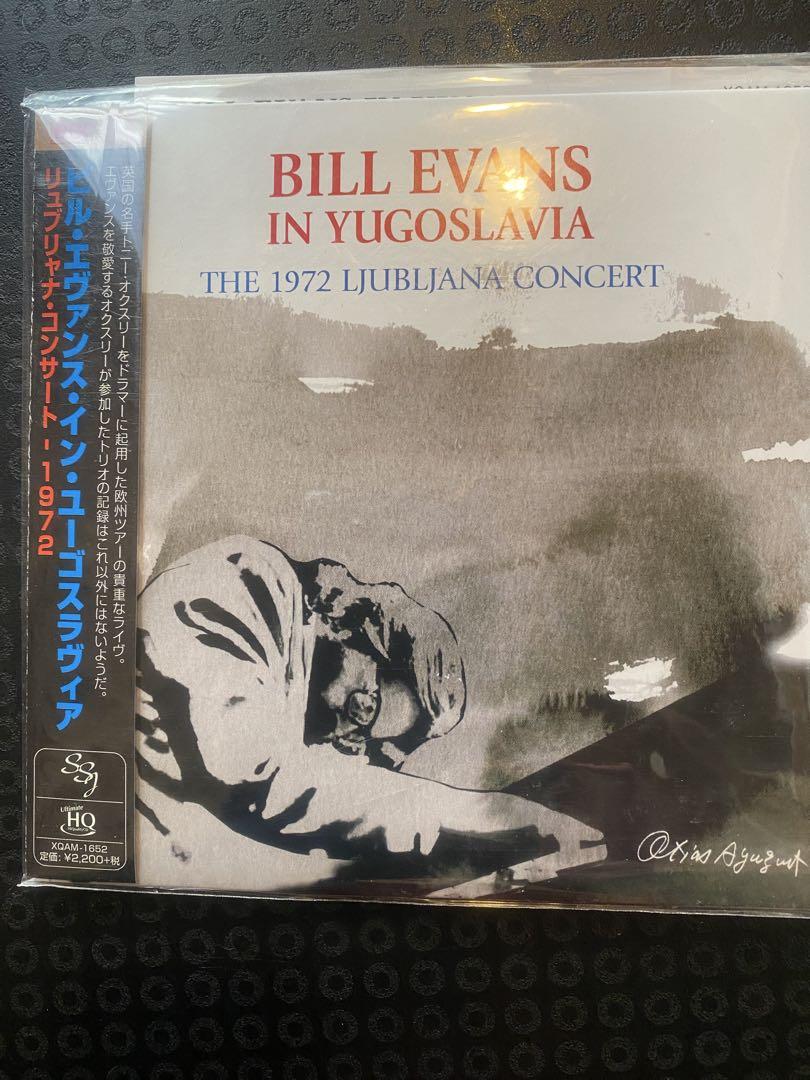 BILL EVANS
IN YUGOSLAVIA
THE 1972 LJUBLJANA CONCERT
英国の名手トニー・オクスリーをドラマーに起用した欧州ツアーの貴重なライヴ。
エヴァンスを敬愛するオクスリーが参加したトリオの記録はこれ以外にはないようだ。
ビル・エヴァンス・イン・ユーゴスラヴィア
リュブリャナ・コンサート - 1972
SSJ
Ultimate
HQ
XQAM-1652
定価: ¥2,200+税